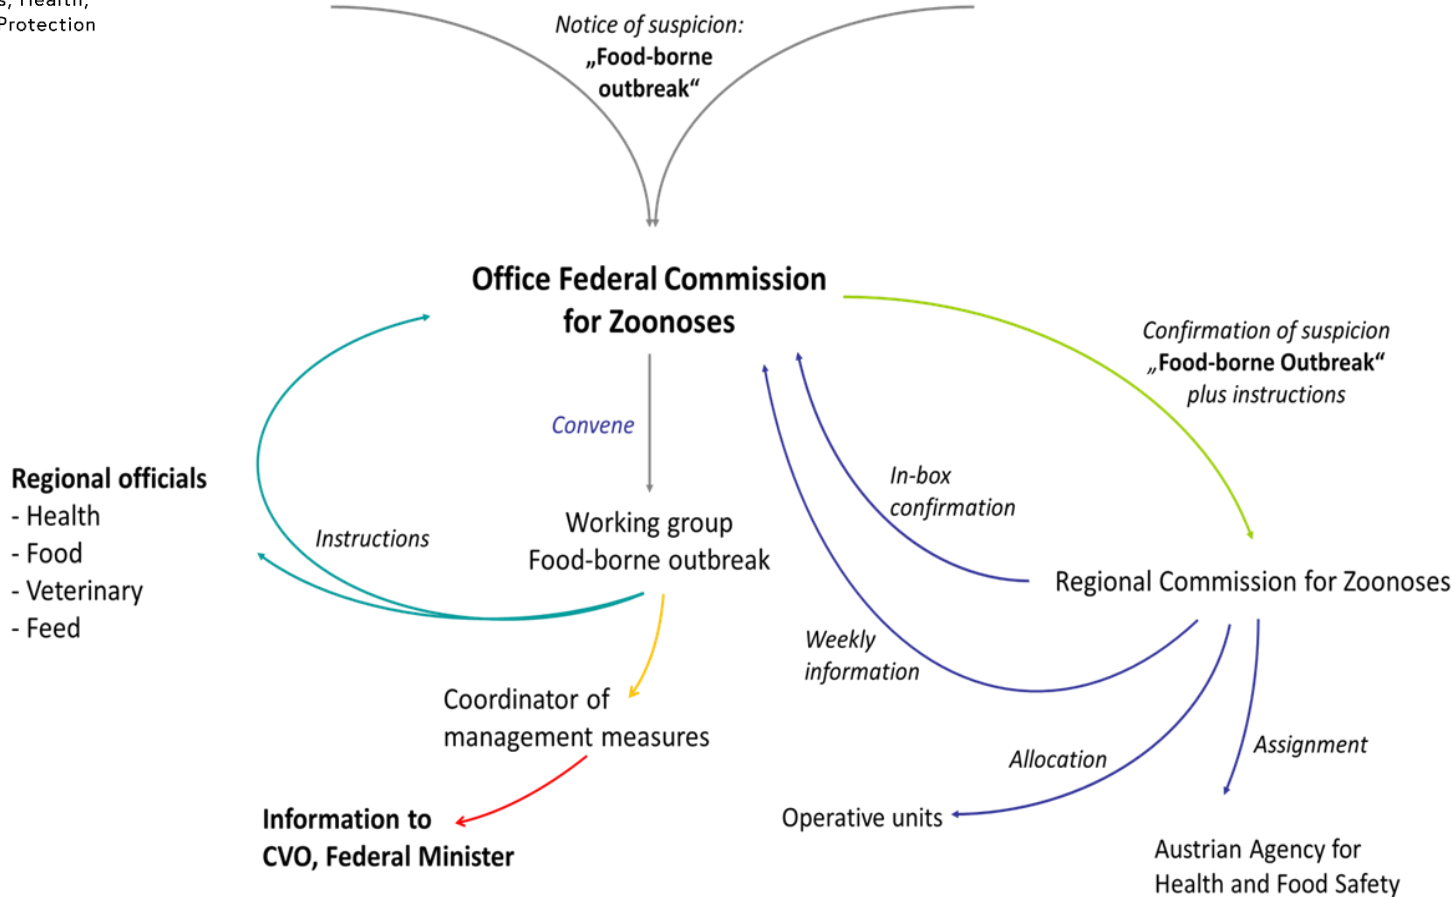 Health,
Protection
Notice of suspicion:
„Food-borne
outbreak“
Office Federal Commission
for Zoonoses
Confirmation of suspicion
„Food-borne Outbreak“
plus instructions
Convene
In-box
confirmation
Regional officials
- Health
- Food
- Veterinary
- Feed
Instructions
Working group
Food-borne outbreak
Regional Commission for Zoonoses
Weekly
information
Coordinator of
management measures
Allocation
Assignment
Information to
CVO, Federal Minister
Operative units
Austrian Agency for
Health and Food Safety